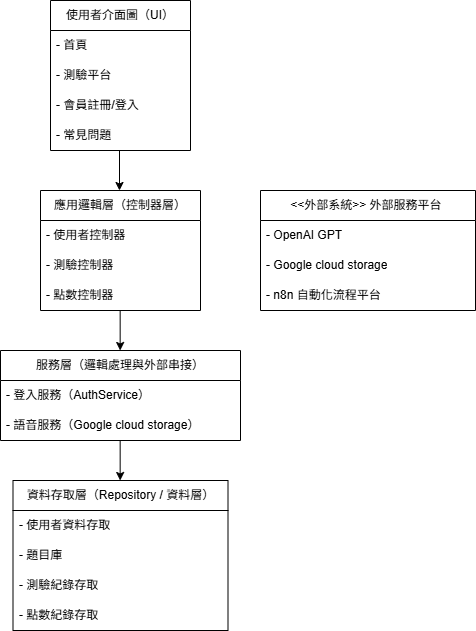 使用者介面圖（UI）
- 首頁
- 測驗平台
- 會員註冊/登入
- 常見問題
應用邏輯層（控制器層）
- 使用者控制器
- 測驗控制器
- 點數控制器
<<外部系統>> 外部服務平台
- OpenAI GPT
- Google cloud storage
- n8n 自動化流程平台
服務層（邏輯處理與外部串接）
- 登入服務（AuthService）
- 語音服務（Google cloud storage）
資料存取層（Repository / 資料層）
- 使用者資料存取
- 題目庫
- 測驗紀錄存取
- 點數紀錄存取